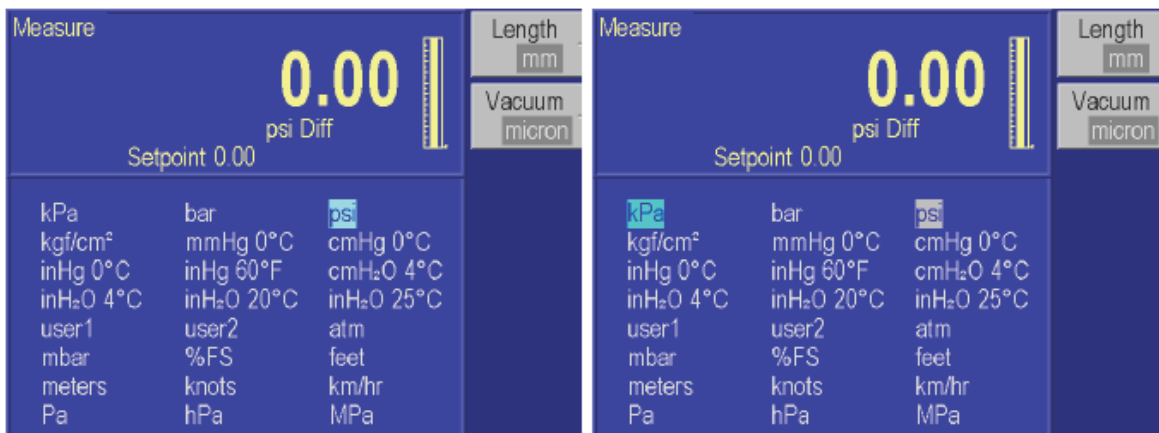 Measure
0.00
psi Diff
Setpoint 0.00
Length
mm
Vacuum
micron
kPa bar psi
kgf/cm² mmHg 0°C cmHg 0°C
inHg 0°C inHg 60°F cmH₂O 4°C
inH₂O 4°C inH₂O 20°C inH₂O 25°C
user1 user2 atm
mbar %FS feet
meters knots km/hr
Pa hPa MPa
Measure
0.00
psi Diff
Setpoint 0.00
Length
mm
Vacuum
micron
kPa bar psi
kgf/cm² mmHg 0°C cmHg 0°C
inHg 0°C inHg 60°F cmH₂O 4°C
inH₂O 4°C inH₂O 20°C inH₂O 25°C
user1 user2 atm
mbar %FS feet
meters knots km/hr
Pa hPa MPa